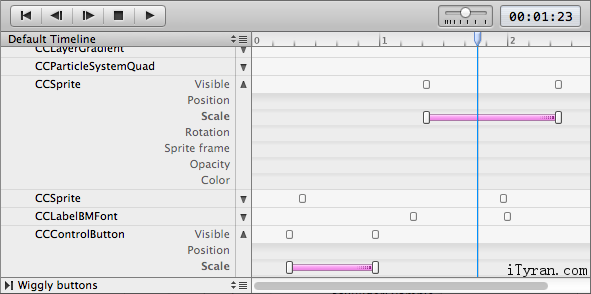 00:01:23
Default Timeline
0 1 2
CCLayerGradient
CCParticleSystemQuad
CCSprite Visible
Position
Scale
Rotation
Sprite frame
Opacity
Color
CCSprite
CCLabelBMFont
CCControlButton Visible
Position
Scale
iTyran.com
Wiggly buttons